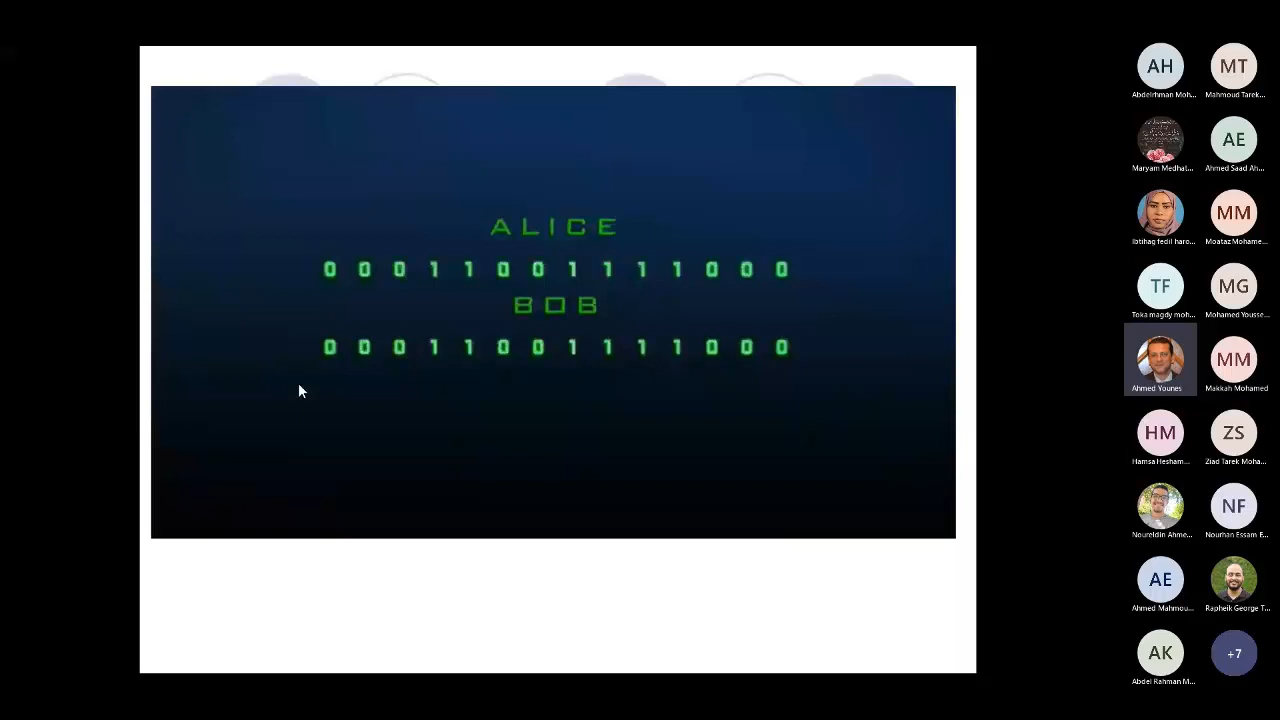 ALICE
0 0 0 1 1 0 0 1 1 1 1 0 0 0
BOB
0 0 0 1 1 0 0 1 1 1 1 0 0 0
AH
Abdelrhman Moh...
MT
Mahmoud Tarek...
Maryam Medhat...
AE
Ahmed Saad Ah...
Ibtihag fedil haro...
MM
Moataz Mohame...
TF
Toka magdy moh...
MG
Mohamed Yousse...
Ahmed Younes
MM
Makkah Mohamed
HM
Hamsa Hesham...
ZS
Ziad Tarek Moha...
Noureldin Ahme...
NF
Nourhan Essam E...
AE
Ahmed Mahmou...
Rapheik George T...
AK
Abdel Rahman M...
+7